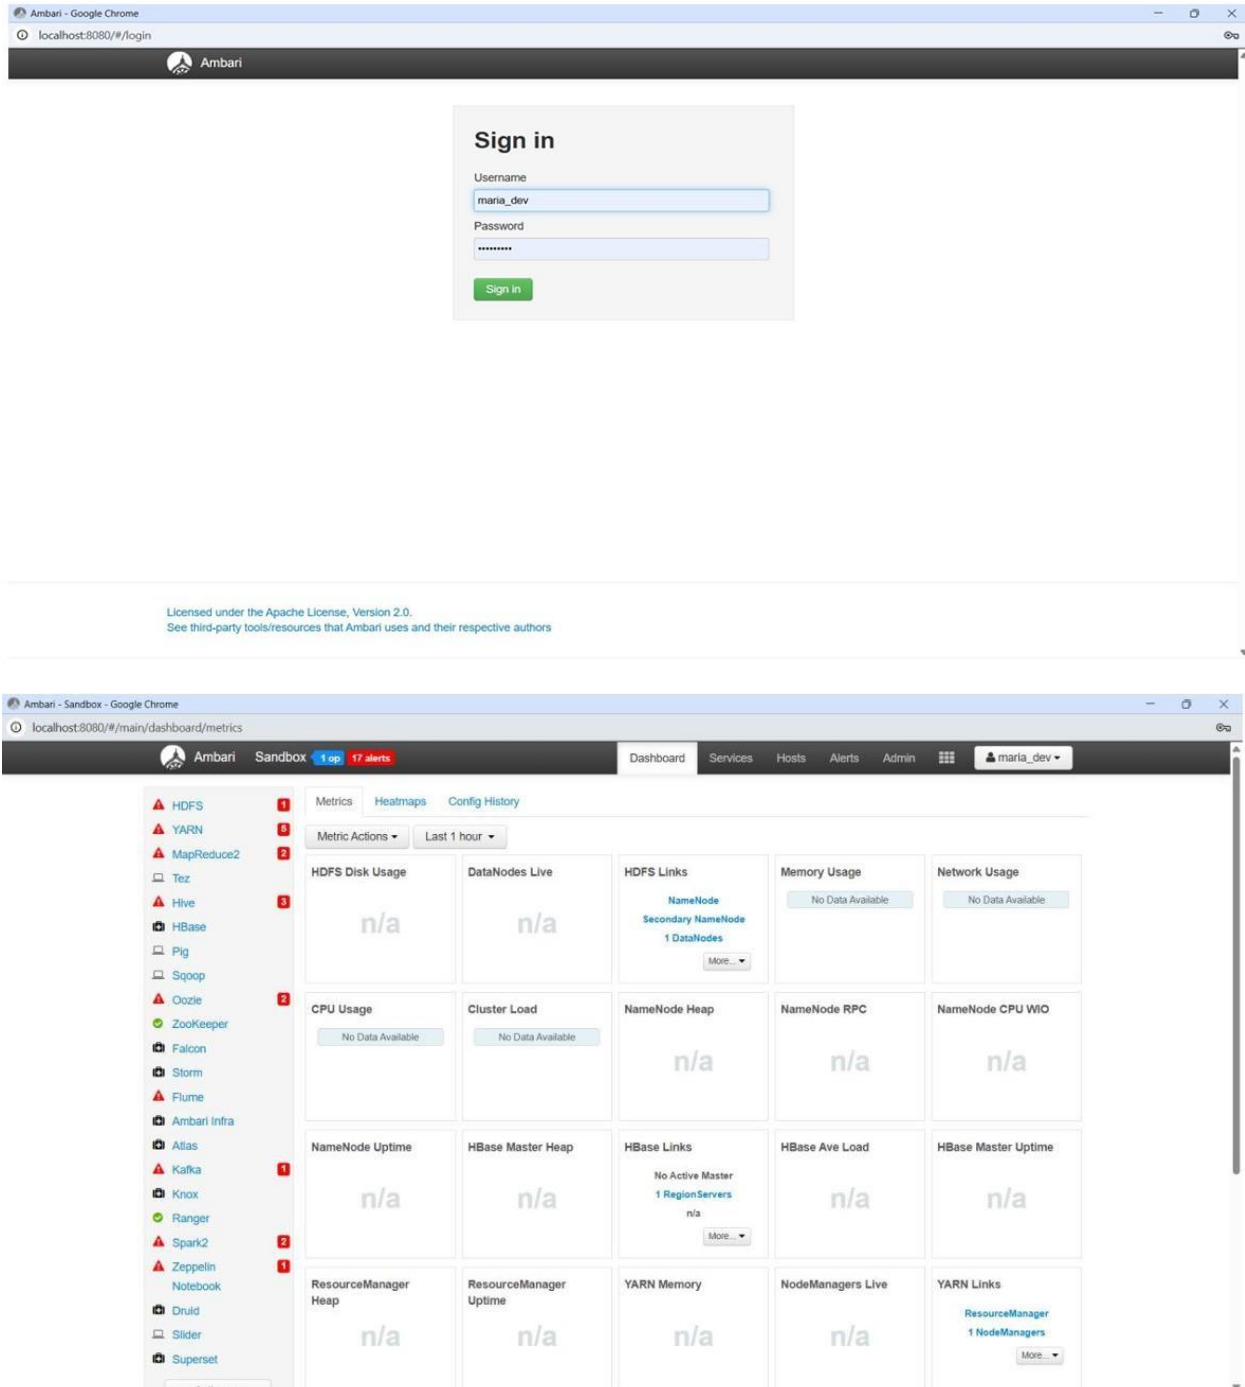 Ambari - Google Chrome
localhost:8080/#/login
Ambari
Sign in
Username
maria_dev
Password
•••••••••
Sign in
Licensed under the Apache License, Version 2.0.
See third-party tools/resources that Ambari uses and their respective authors
Ambari - Sandbox - Google Chrome
localhost:8080/#/main/dashboard/metrics
Ambari Sandbox 1 op 17 alerts Dashboard Services Hosts Alerts Admin maria_dev
HDFS 1
YARN 5
MapReduce2 2
Tez
Hive 3
HBase
Pig
Sqoop
Oozie 2
ZooKeeper
Falcon
Storm
Flume
Ambari Infra
Atlas
Kafka 1
Knox
Ranger
Spark2 2
Zeppelin 1
Notebook
Druid
Slider
Superset
Metrics Heatmaps Config History
Metric Actions Last 1 hour
HDFS Disk Usage
n/a
DataNodes Live
n/a
HDFS Links
NameNode
Secondary NameNode
1 DataNodes
More...
Memory Usage
No Data Available
Network Usage
No Data Available
CPU Usage
No Data Available
Cluster Load
No Data Available
NameNode Heap
n/a
NameNode RPC
n/a
NameNode CPU WIO
n/a
NameNode Uptime
n/a
HBase Master Heap
n/a
HBase Links
No Active Master
1 RegionServers
n/a
More...
HBase Ave Load
n/a
HBase Master Uptime
n/a
ResourceManager
Heap
n/a
ResourceManager
Uptime
n/a
YARN Memory
n/a
NodeManagers Live
n/a
YARN Links
ResourceManager
1 NodeManagers
More...